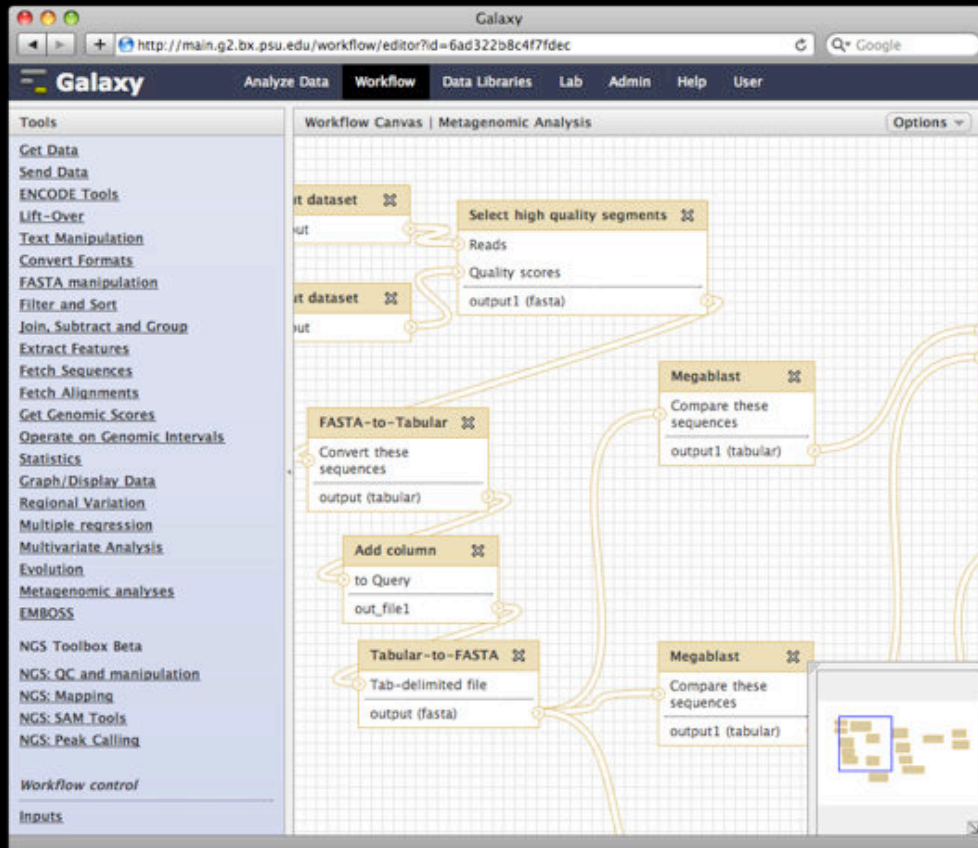 Galaxy
http://main.g2.bx.psu.edu/workflow/editor?id=6ad322b8c4f7fdec
Google
Galaxy
Analyze Data Workflow Data Libraries Lab Admin Help User
Tools
Get Data
Send Data
ENCODE Tools
Lift-Over
Text Manipulation
Convert Formats
FASTA manipulation
Filter and Sort
Join, Subtract and Group
Extract Features
Fetch Sequences
Fetch Alignments
Get Genomic Scores
Operate on Genomic Intervals
Statistics
Graph/Display Data
Regional Variation
Multiple regression
Multivariate Analysis
Evolution
Metagenomic analyses
EMBOSS
NGS Toolbox Beta
NGS: QC and manipulation
NGS: Mapping
NGS: SAM Tools
NGS: Peak Calling
Workflow control
Inputs
Workflow Canvas | Metagenomic Analysis
Options
ut dataset
out
ut dataset
out
Select high quality segments
Reads
Quality scores
output1 (fasta)
Megablast
Compare these
sequences
output1 (tabular)
FASTA-to-Tabular
Convert these
sequences
output (tabular)
Add column
to Query
out_file1
Tabular-to-FASTA
Tab-delimited file
output (fasta)
Megablast
Compare these
sequences
output1 (tabular)